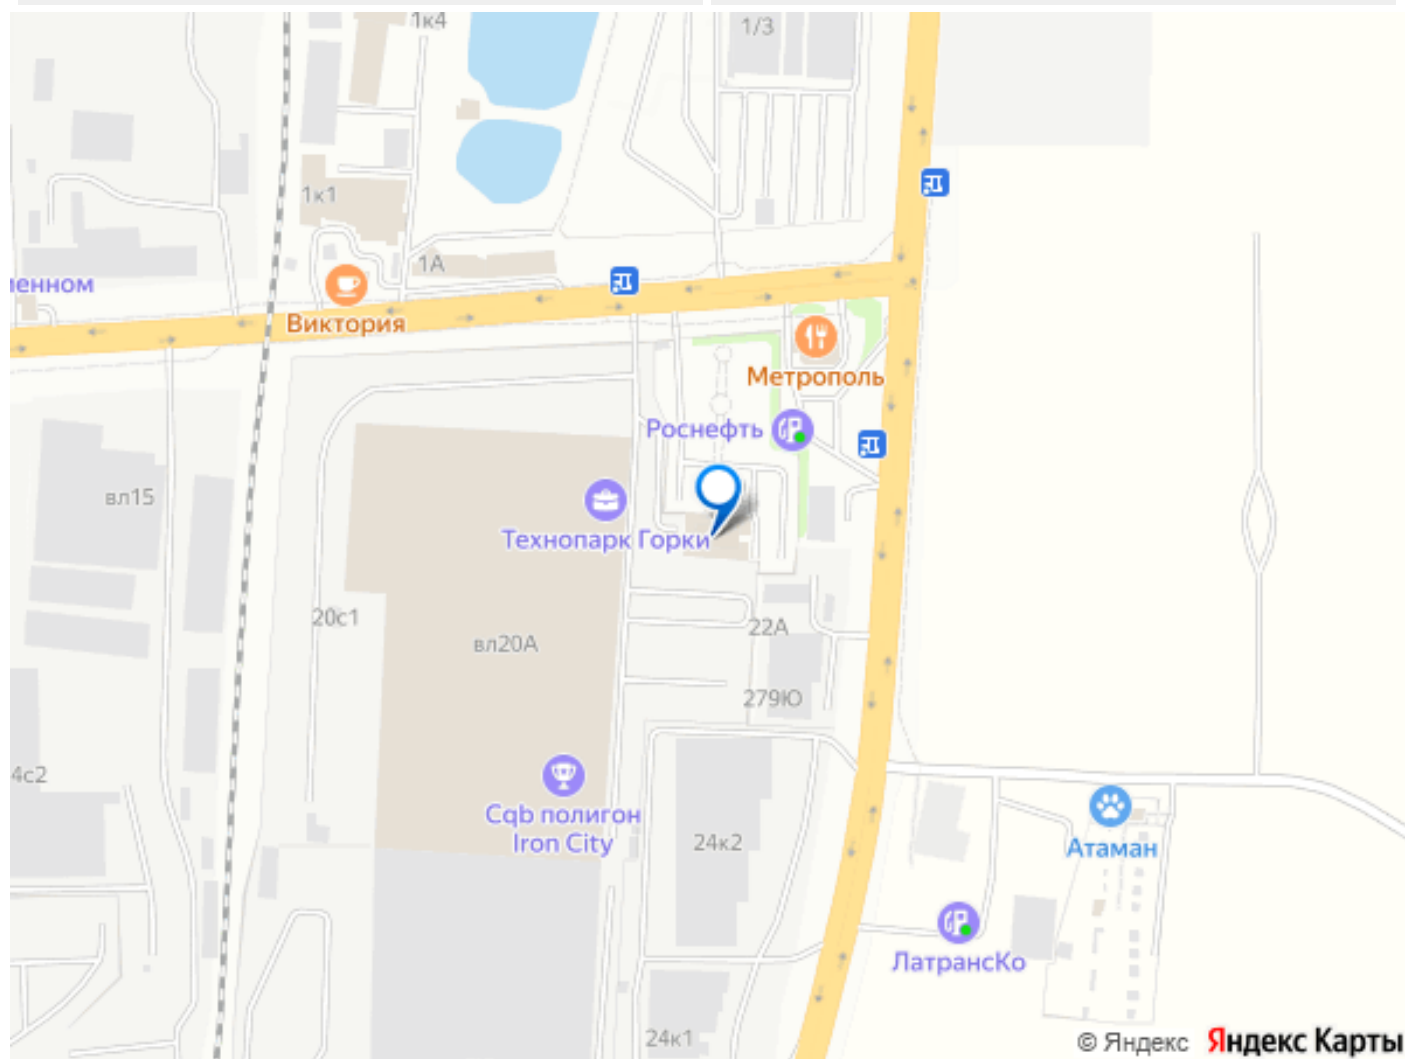 1к4
1/3
1к1
1А
ленном
Виктория
Метрополь
Роснефть
вл15
Технопарк Горки
20с1
22А
вл20А
279Ю
4с2
Cqb полигон
Iron City
24к2
Атаман
ЛатрансКо
24к1
© Яндекс Яндекс Карты